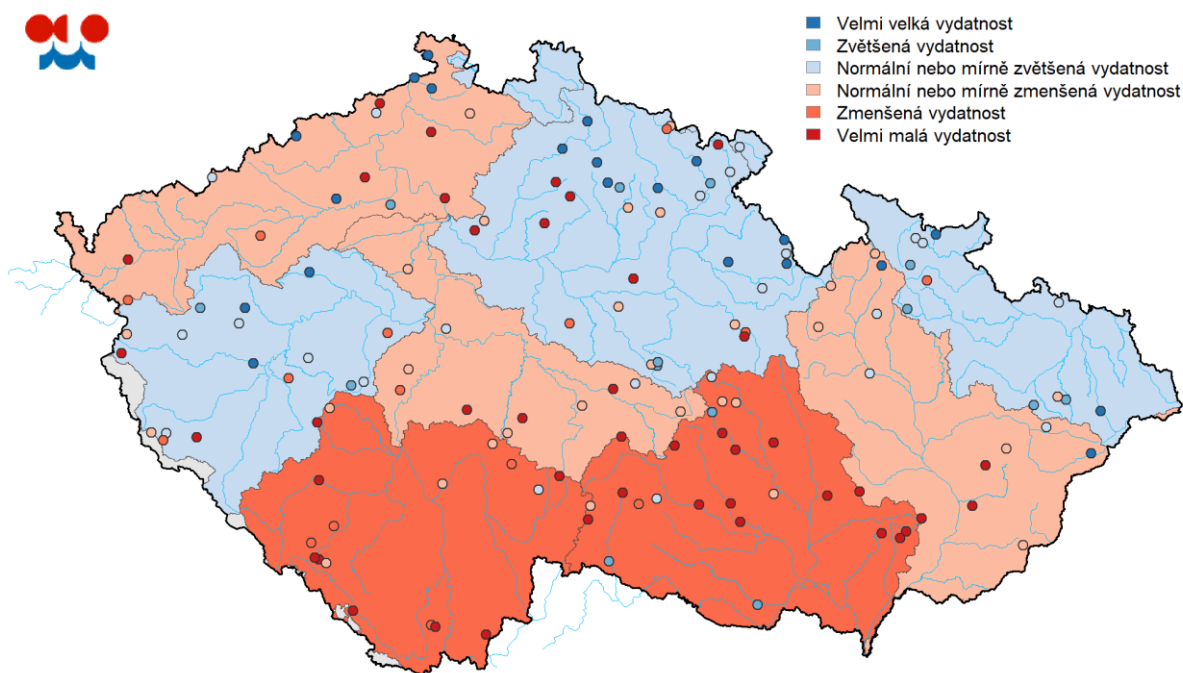 Velmi velká vydatnost
Zvětšená vydatnost
Normální nebo mírně zvětšená vydatnost
Normální nebo mírně zmenšená vydatnost
Zmenšená vydatnost
Velmi malá vydatnost